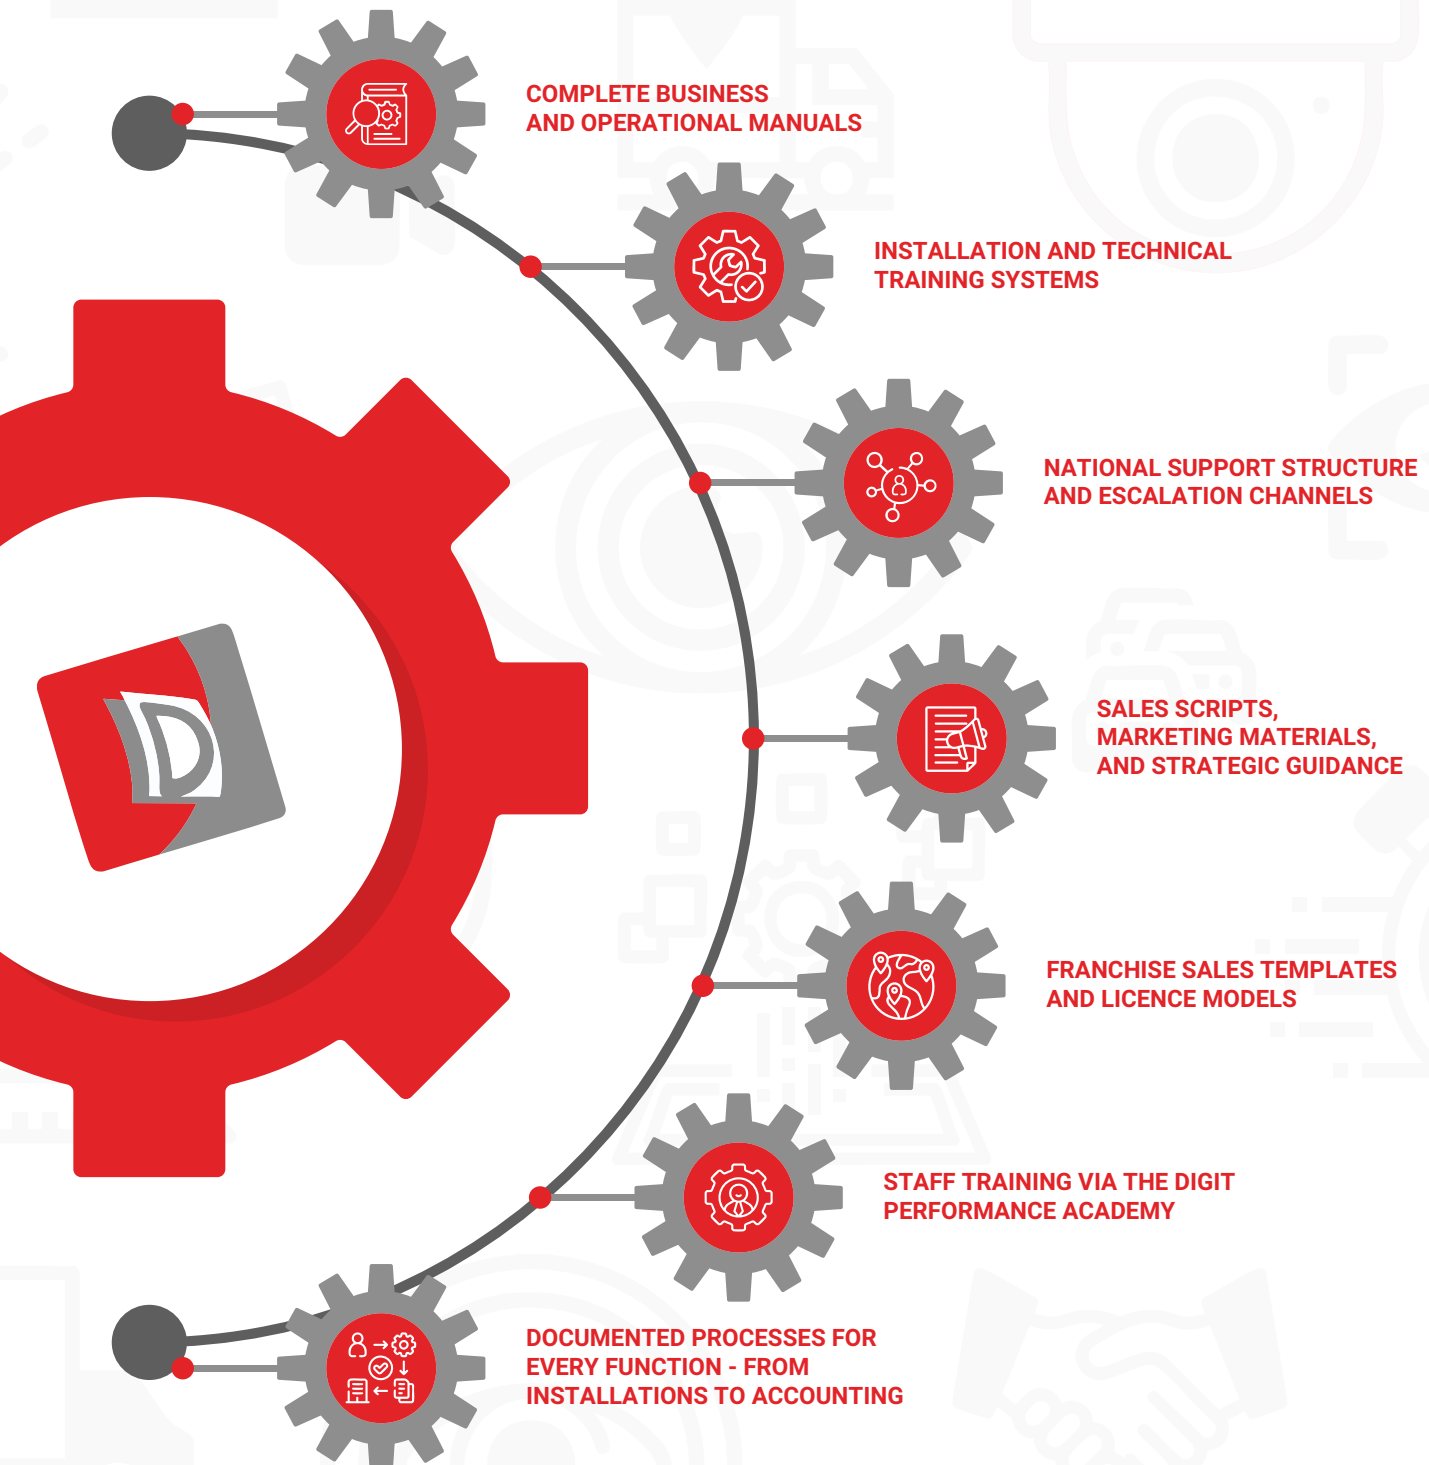 COMPLETE BUSINESS
AND OPERATIONAL MANUALS
INSTALLATION AND TECHNICAL
TRAINING SYSTEMS
NATIONAL SUPPORT STRUCTURE
AND ESCALATION CHANNELS
SALES SCRIPTS,
MARKETING MATERIALS,
AND STRATEGIC GUIDANCE
FRANCHISE SALES TEMPLATES
AND LICENCE MODELS
STAFF TRAINING VIA THE DIGIT
PERFORMANCE ACADEMY
DOCUMENTED PROCESSES FOR
EVERY FUNCTION - FROM
INSTALLATIONS TO ACCOUNTING
D